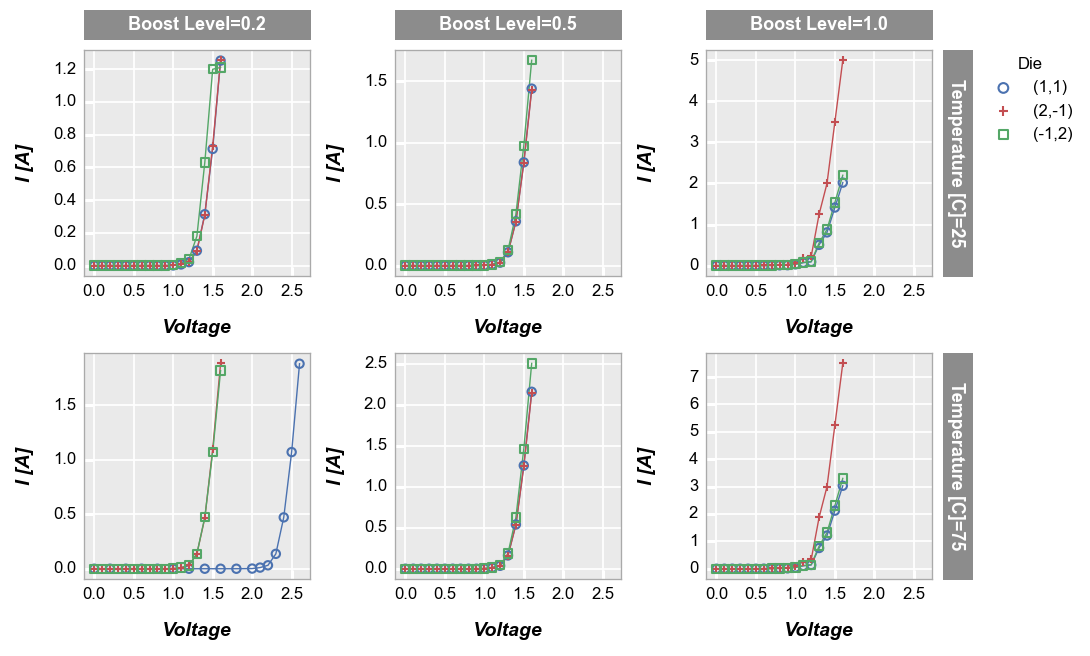 Boost Level=0.2
Boost Level=0.5
Boost Level=1.0
1.2
1.0
0.8
0.6
0.4
0.2
0.0
I [A]
0.0 0.5 1.0 1.5 2.0 2.5
Voltage
1.5
1.0
0.5
0.0
I [A]
0.0 0.5 1.0 1.5 2.0 2.5
Voltage
5
4
3
2
1
0
I [A]
0.0 0.5 1.0 1.5 2.0 2.5
Voltage
Temperature [C]=25
Die
(1,1)
(2,-1)
(-1,2)
1.5
1.0
0.5
0.0
I [A]
0.0 0.5 1.0 1.5 2.0 2.5
Voltage
2.5
2.0
1.5
1.0
0.5
0.0
I [A]
0.0 0.5 1.0 1.5 2.0 2.5
Voltage
7
6
5
4
3
2
1
0
I [A]
0.0 0.5 1.0 1.5 2.0 2.5
Voltage
Temperature [C]=75